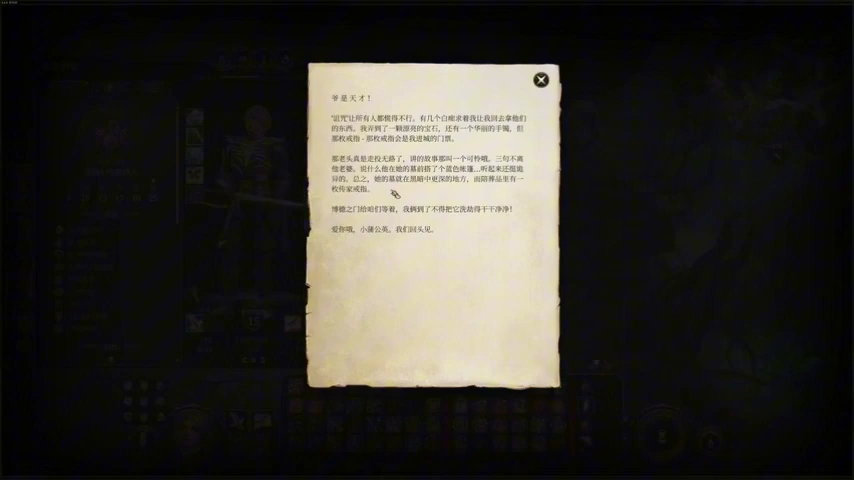 爷是天才！
“诅咒”让所有人都慌得不行。有几个白痴求着我让我回去拿他们
的东西。我弄到了一颗漂亮的宝石，还有一个华丽的手镯，但
那枚戒指 - 那枚戒指会是我进城的门票。
那老头真是走投无路了，讲的故事那叫一个可怜哦，三句不离
他老婆。说什么他在她的墓前搭了个蓝色帐篷...听起来还挺诡
异的。总之，她的墓就在黑暗中更深的地方，而陪葬品里有一
枚传家戒指。
博德之门给咱们等着，我俩到了不得把它洗劫得干干净净！
爱你哦，小蒲公英。我们回头见。